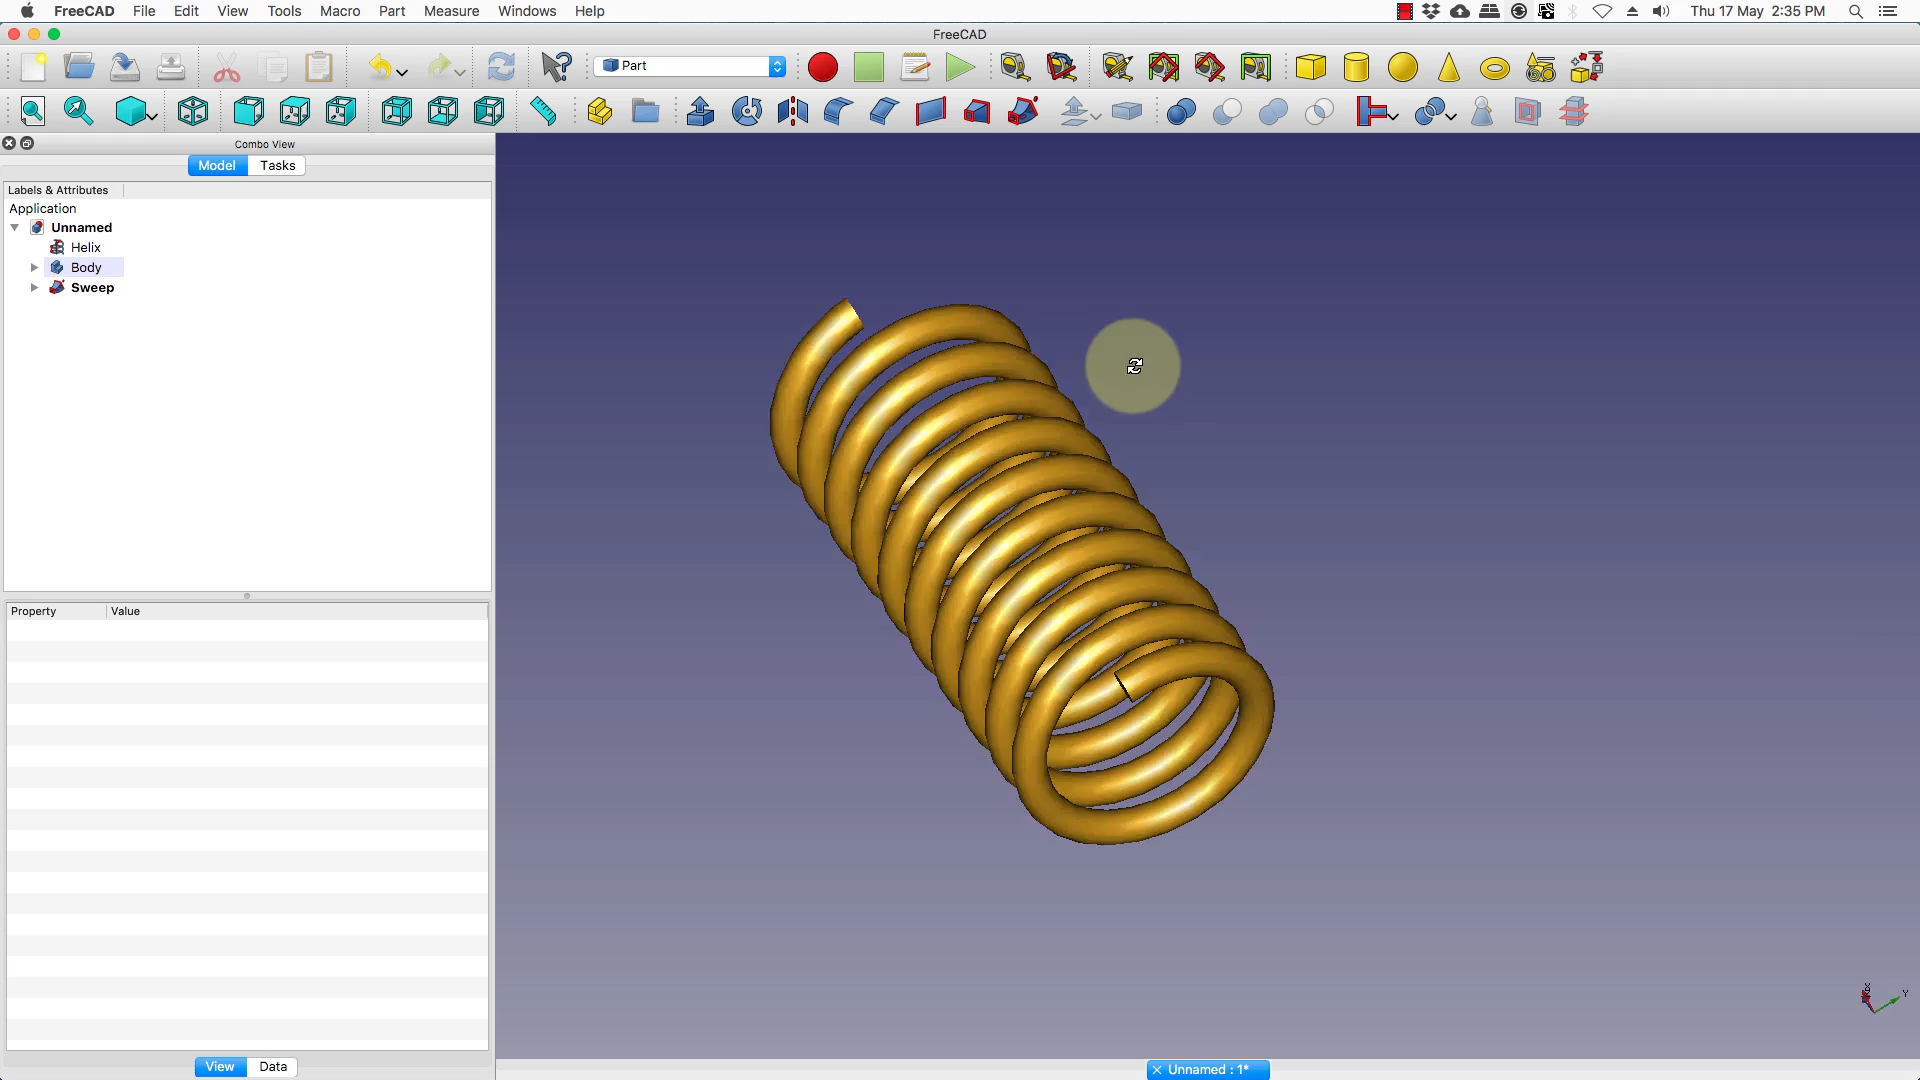 FreeCAD File Edit View Tools Macro Part Measure Windows Help Thu 17 May 2:35 PM
FreeCAD
Part
Combo View
Model Tasks
Labels & Attributes
Application
Unnamed
Helix
Body
Sweep
Property Value
View Data
Unnamed : 1*
X
Y